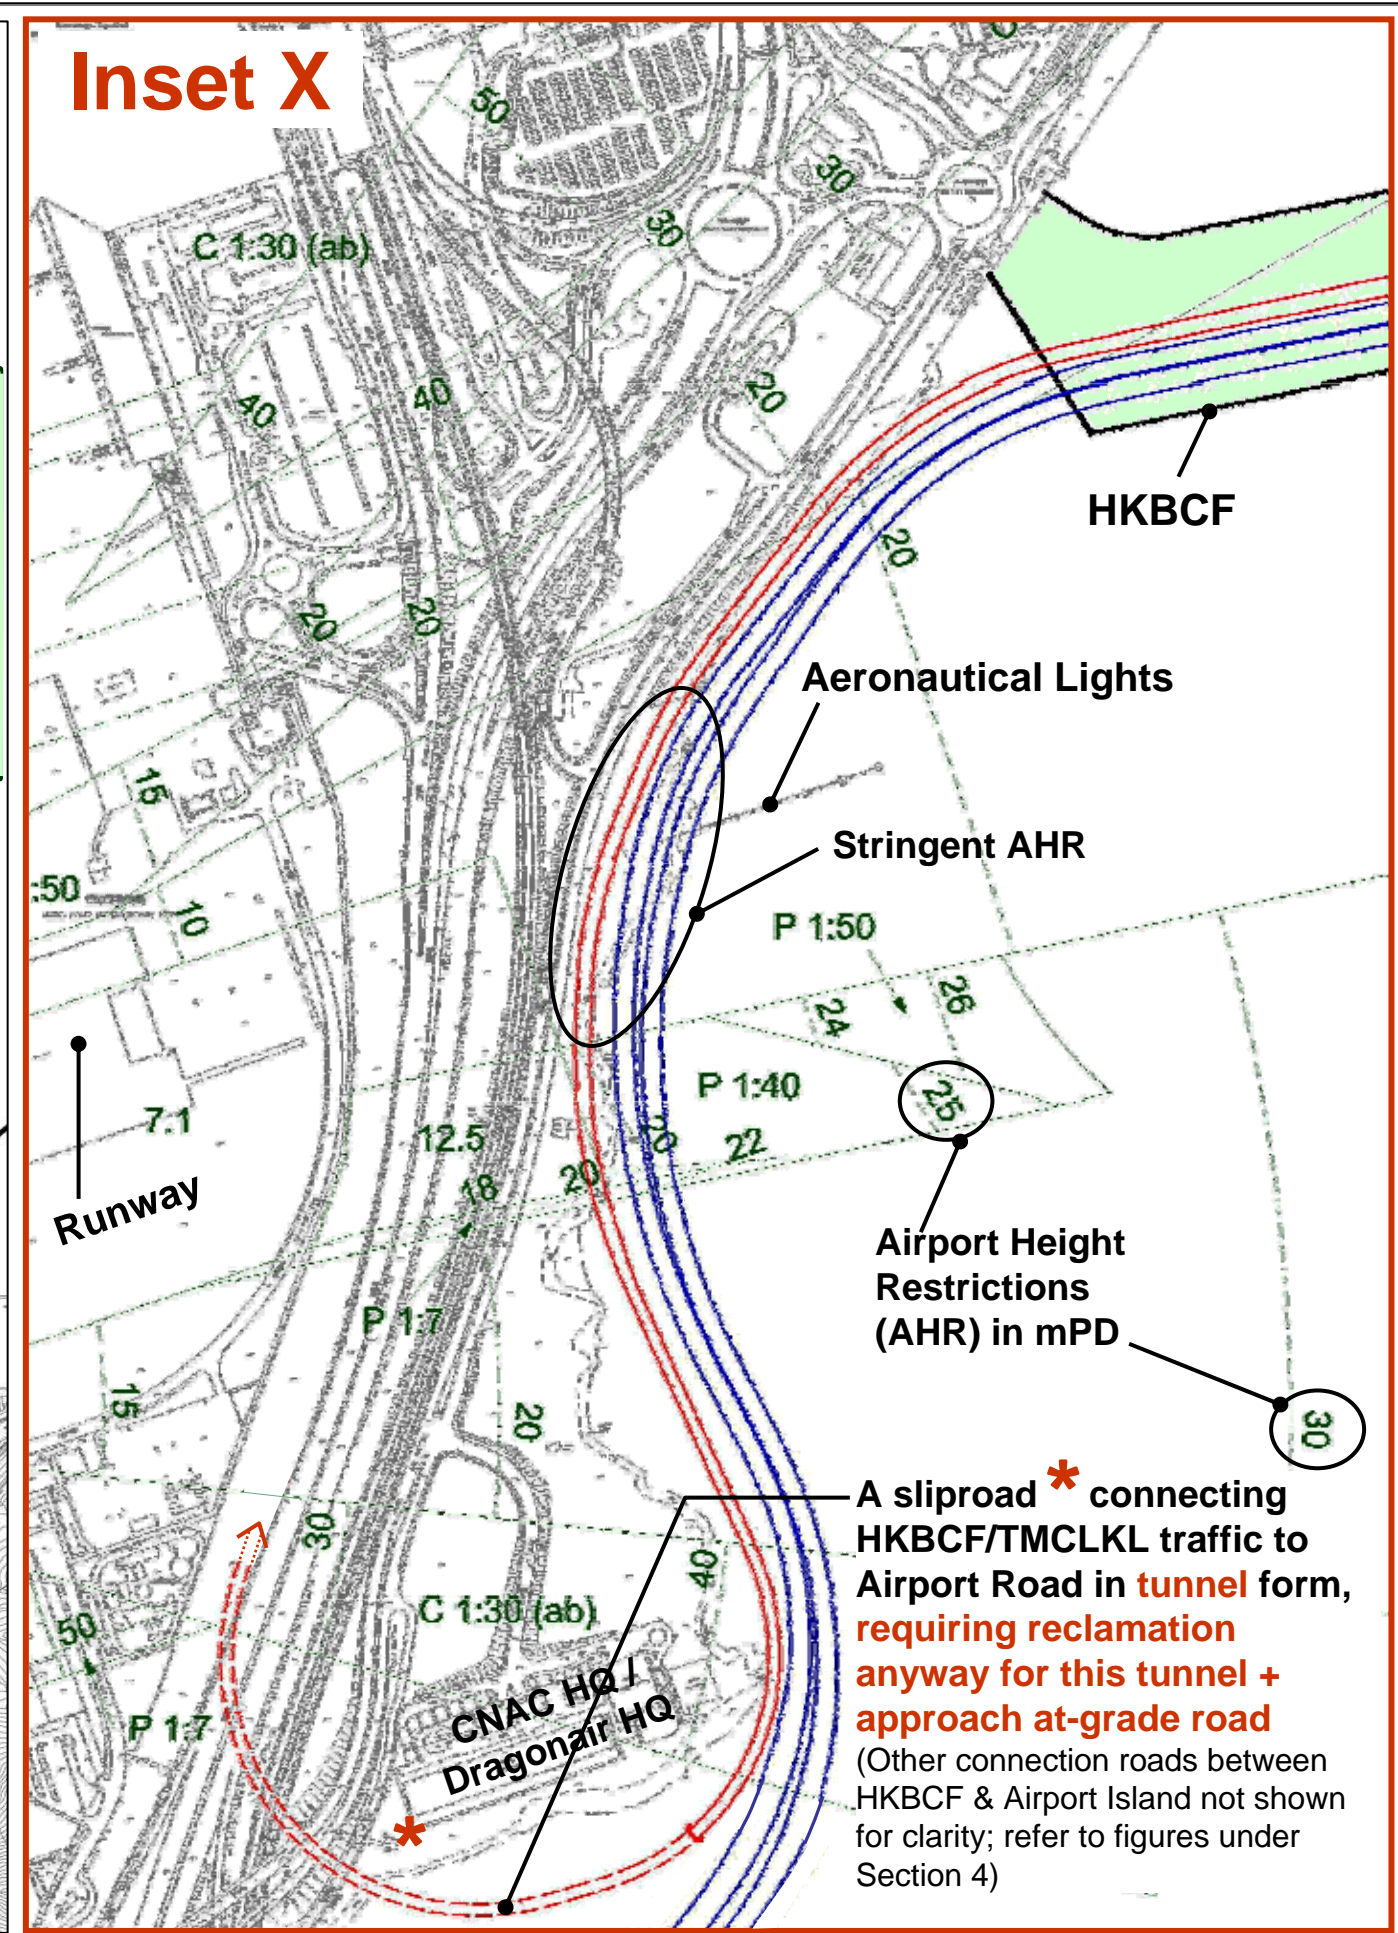 Inset X
50
30
30
C 1:30 (ab)
40
40
20
HKBCF
20
20
20
Aeronautical Lights
15
Stringent AHR
:50
10
P 1:50
24
26
P 1:40
25
7:1
12.5
20
22
18
20
Runway
Airport Height
Restrictions
(AHR) in mPD
P 1:7
15
20
30
A sliproad * connecting
HKBCF/TMCLKL traffic to
Airport Road in tunnel form,
requiring reclamation
anyway for this tunnel +
approach at-grade road
(Other connection roads between
HKBCF & Airport Island not shown
for clarity; refer to figures under
Section 4)
30
40
C 1:30 (ab)
50
P 1:7
CNAC HQ /
Dragonair HQ
*